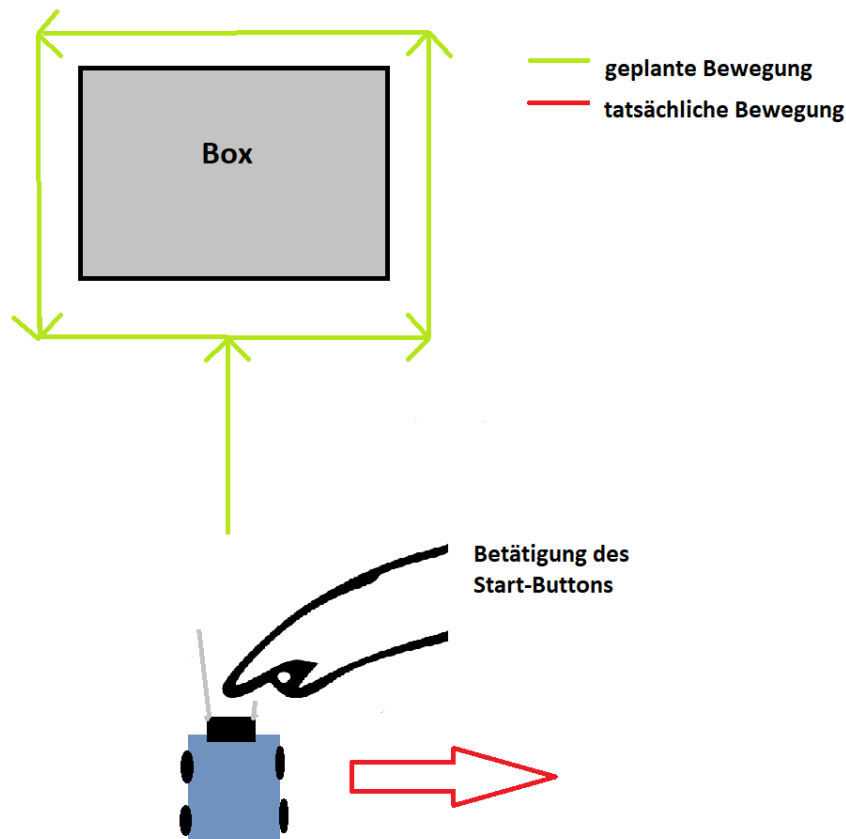 geplante Bewegung
tatsächliche Bewegung
Box
Betätigung des
Start-Buttons